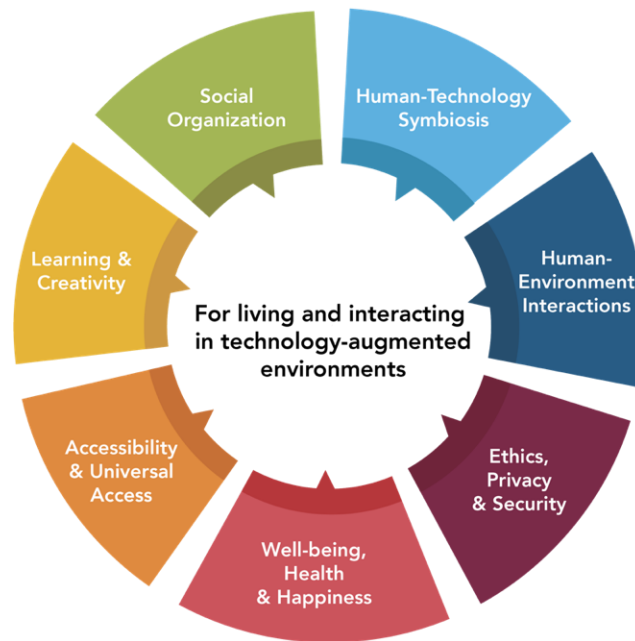 Social
Organization
Human-Technology
Symbiosis
Human-
Environment
Interactions
Ethics,
Privacy
& Security
Well-being,
Health
& Happiness
Accessibility
& Universal
Access
Learning &
Creativity
For living and interacting
in technology-augmented
environments